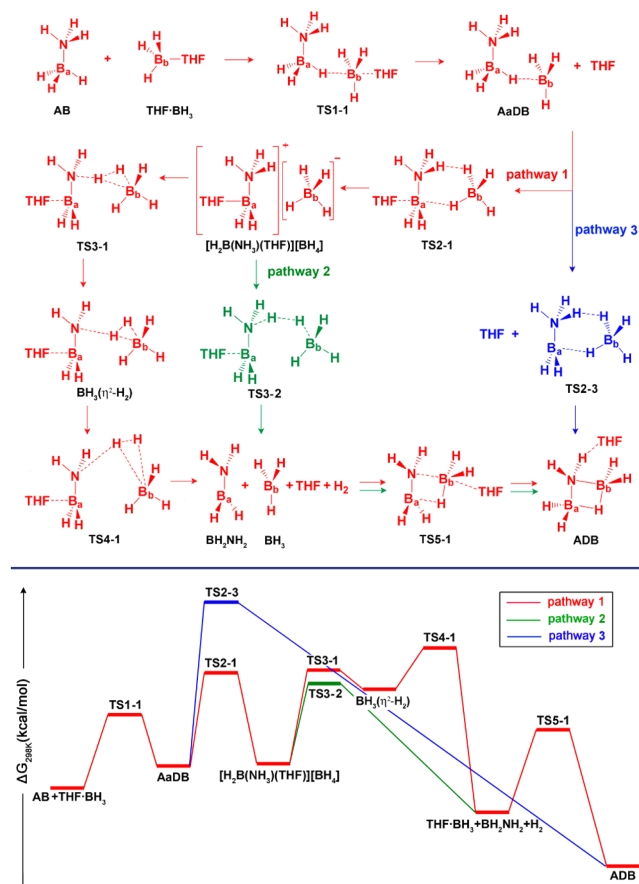 AB + THF·BH₃ TS1-1 AaDB + THF
pathway 1
TS3-1 [H₂B(NH₃)(THF)][BH₄] TS2-1
pathway 2
pathway 3
BH₃(η²-H₂) TS3-2 THF + TS2-3
TS4-1 BH₂NH₂ + BH₃ + THF + H₂ TS5-1 ADB
ΔG₂₉₈K(kcal/mol)
pathway 1
pathway 2
pathway 3
TS2-3
TS4-1
TS2-1 TS3-1
TS3-2
BH₃(η²-H₂)
TS1-1 TS5-1
AaDB [H₂B(NH₃)(THF)][BH₄]
AB +THF·BH₃
THF·BH₃+BH₂NH₂+H₂
ADB